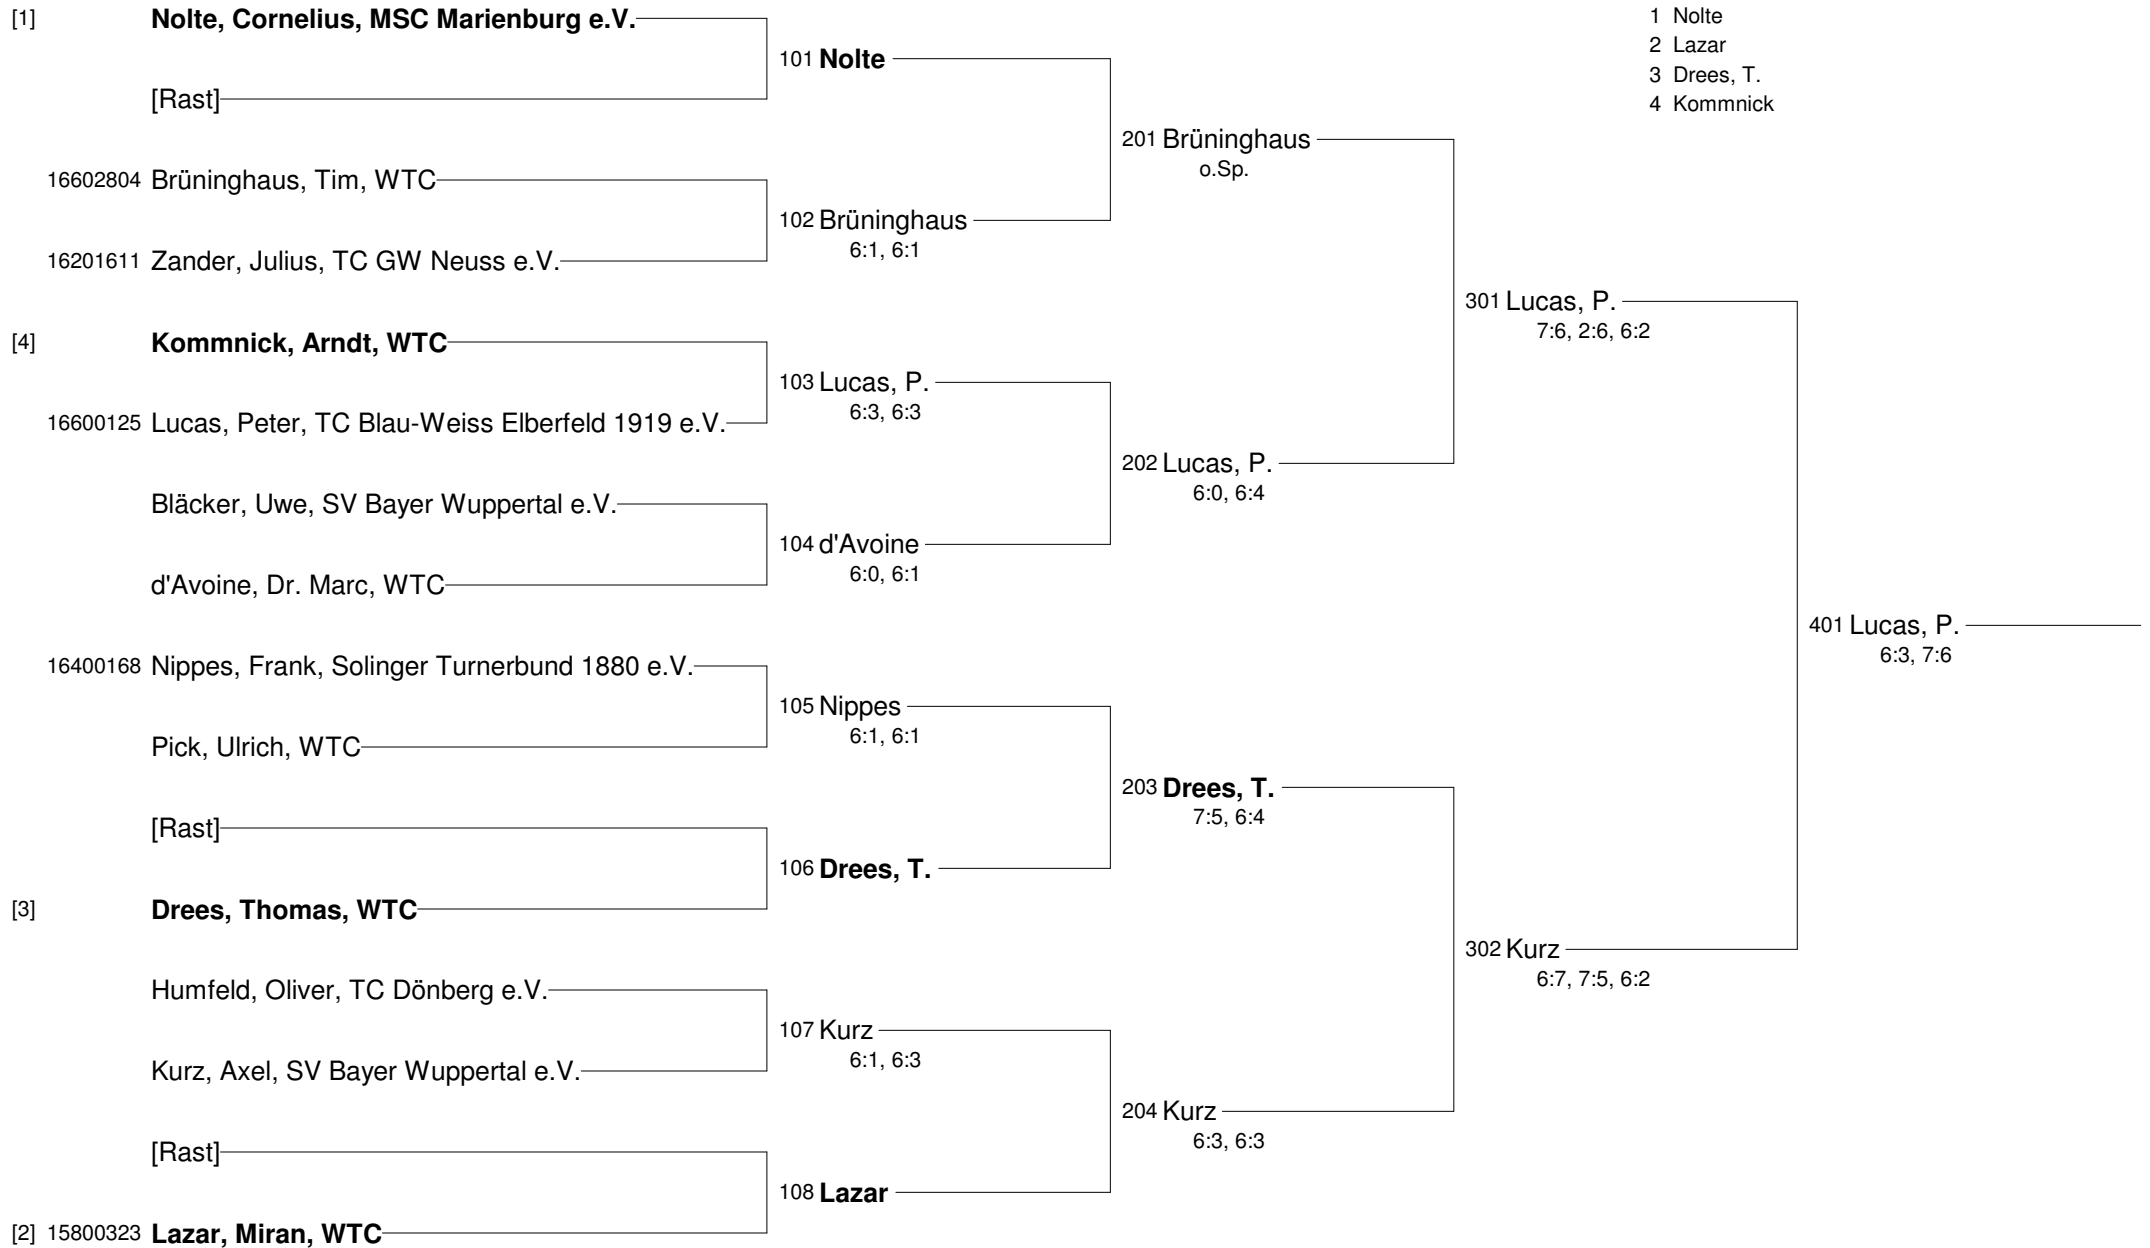 [1] Nolte, Cornelius, MSC Marienburg e.V.
[Rast]
16602804 Brüninghaus, Tim, WTC
16201611 Zander, Julius, TC GW Neuss e.V.
[4] Kommnick, Arndt, WTC
16600125 Lucas, Peter, TC Blau-Weiss Elberfeld 1919 e.V.
Bläcker, Uwe, SV Bayer Wuppertal e.V.
d'Avoine, Dr. Marc, WTC
16400168 Nippes, Frank, Solinger Turnerbund 1880 e.V.
Pick, Ulrich, WTC
[Rast]
[3] Drees, Thomas, WTC
Humfeld, Oliver, TC Dönberg e.V.
Kurz, Axel, SV Bayer Wuppertal e.V.
[Rast]
[2] 15800323 Lazar, Miran, WTC
101 Nolte
102 Brüninghaus
6:1, 6:1
103 Lucas, P.
6:3, 6:3
104 d'Avoine
6:0, 6:1
105 Nippes
6:1, 6:1
106 Drees, T.
107 Kurz
6:1, 6:3
108 Lazar
201 Brüninghaus
o.Sp.
202 Lucas, P.
6:0, 6:4
203 Drees, T.
7:5, 6:4
204 Kurz
6:3, 6:3
301 Lucas, P.
7:6, 2:6, 6:2
302 Kurz
6:7, 7:5, 6:2
401 Lucas, P.
6:3, 7:6
1 Nolte
2 Lazar
3 Drees, T.
4 Kommnick